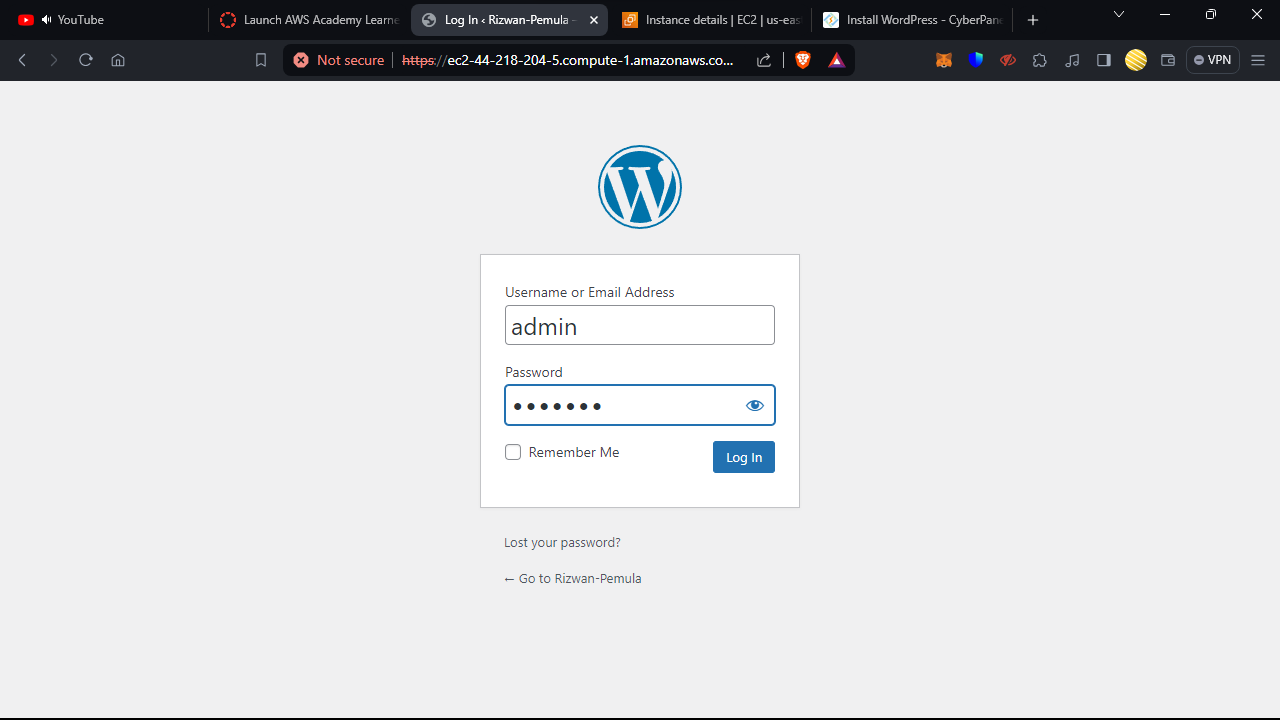 YouTube
Launch AWS Academy Learne
Log In ‹ Rizwan-Pemula –
Instance details | EC2 | us-eas
Install WordPress - CyberPane
Not secure
https://ec2-44-218-204-5.compute-1.amazonaws.co...
VPN
Username or Email Address
admin
Password
Remember Me
Log In
Lost your password?
← Go to Rizwan-Pemula